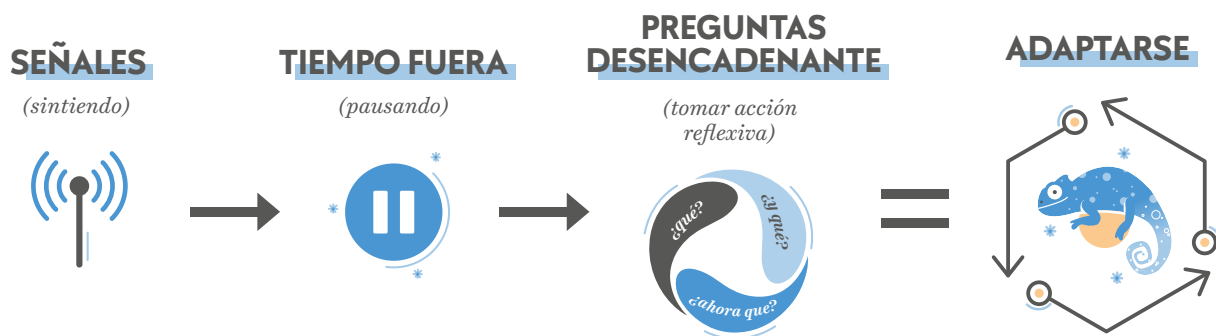 SEÑALES
(sintiendo)
TIEMPO FUERA
(pausando)
PREGUNTAS
DESENCADENANTE
(tomar acción
reflexiva)
¿qué?
¿y qué?
¿ahora que?
ADAPTARSE